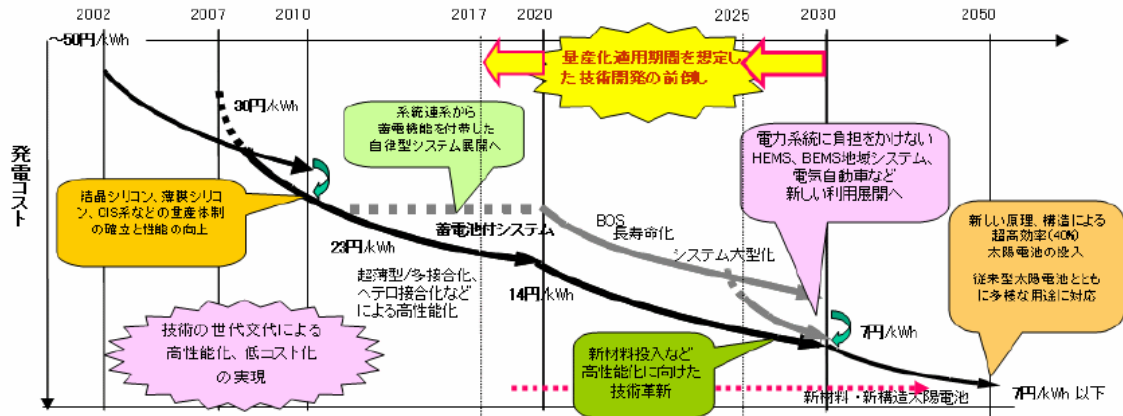 2002
2007
2010
2017
2020
2025
2030
2050
~50円/kWh
30円/kWh
量産化適用期間を想定し
た技術開発の前倒し
系統連系から
蓄電機能を付帯した
自律型システム展開へ
電力系統に負担をかけない
HEMS、BEMS地域システム、
電気自動車など
新しい利用展開へ
発電コスト
結晶シリコン、薄膜シリコ
ン、CIS系などの量産体制
の確立と性能の向上
蓄電池付システム
BOS
長寿命化
システム大型化
新しい原理、構造による
超高効率(40%)
太陽電池の投入
従来型太陽電池ととも
に多様な用途に対応
23円/kWh
超薄型/多接合化、
ヘテロ接合化など
による高性能化
14円/kWh
7円/kWh
技術の世代交代による
高性能化、低コスト化
の実現
新材料投入など
高性能化に向けた
技術革新
新材料・新構造太陽電池
7円/kWh 以下